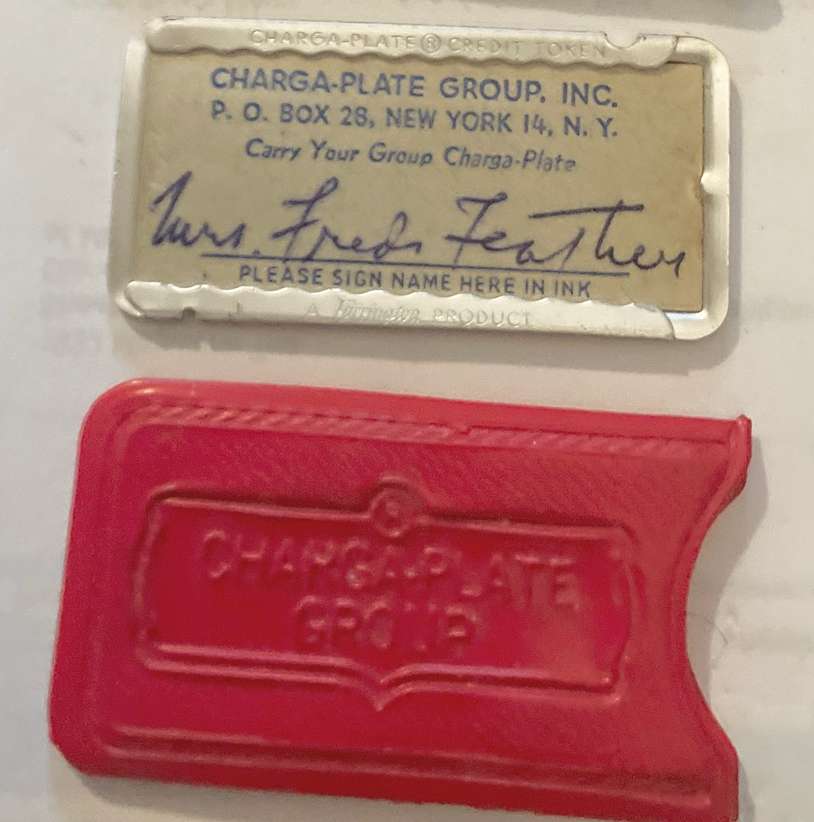 CHARGA-PLATE® CREDIT TOKEN
CHARGA-PLATE GROUP, INC.
P. O. BOX 28, NEW YORK 14, N. Y.
Carry Your Group Charga-Plate
Mrs. Fred Feather
PLEASE SIGN NAME HERE IN INK
A Farrington PRODUCT
®
CHARGA-PLATE
GROUP